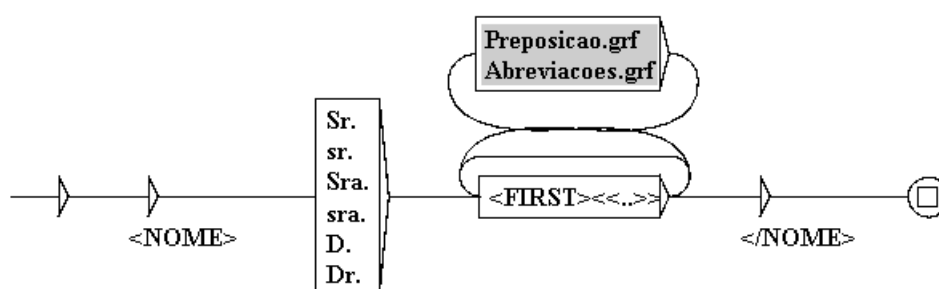 Preposicao.grf
Abreviacoes.grf
Sr.
sr.
Sra.
sra.
D.
Dr.
<FIRST><<..>>
<NOME>
</NOME>